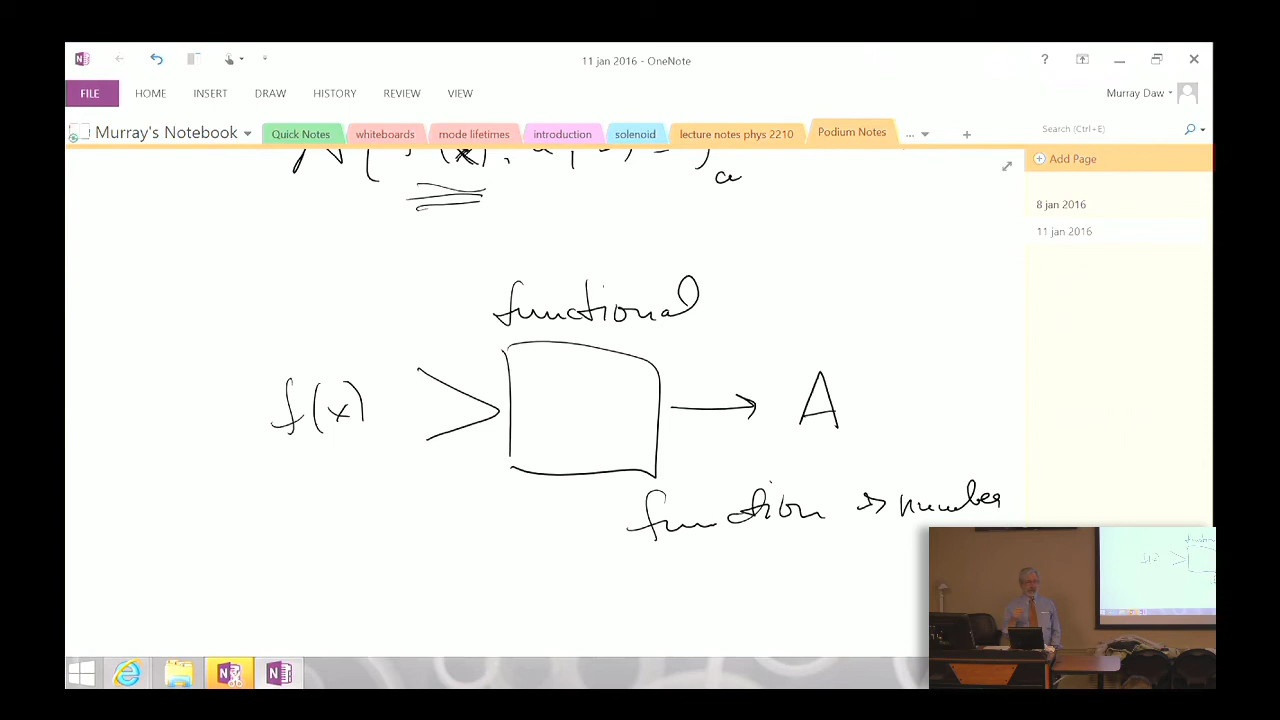 11 jan 2016 - OneNote
?
FILE HOME INSERT DRAW HISTORY REVIEW VIEW
Murray Daw
Murray's Notebook
Quick Notes
whiteboards
mode lifetimes
introduction
solenoid
lecture notes phys 2210
Podium Notes
...
+
Search (Ctrl+E)
Add Page
8 jan 2016
11 jan 2016
a
functional
f(x) > → A
function → number